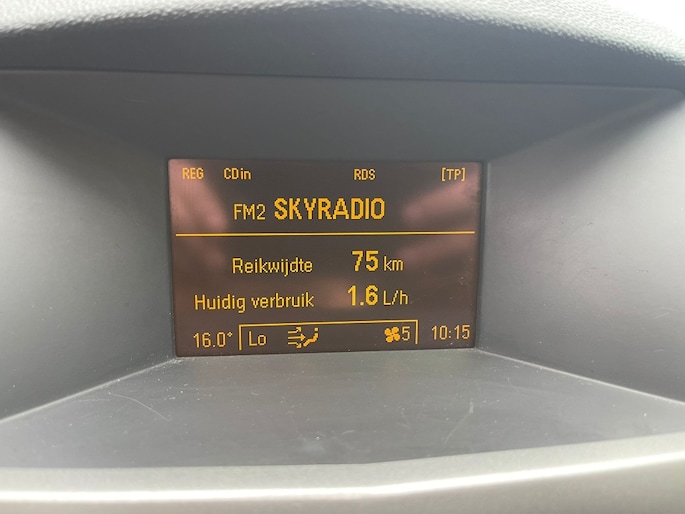 REG CDin RDS [TP]
FM2 SKYRADIO
Reikwijdte 75 km
Huidig verbruik 1.6 L/h
16.0° Lo 5 10:15